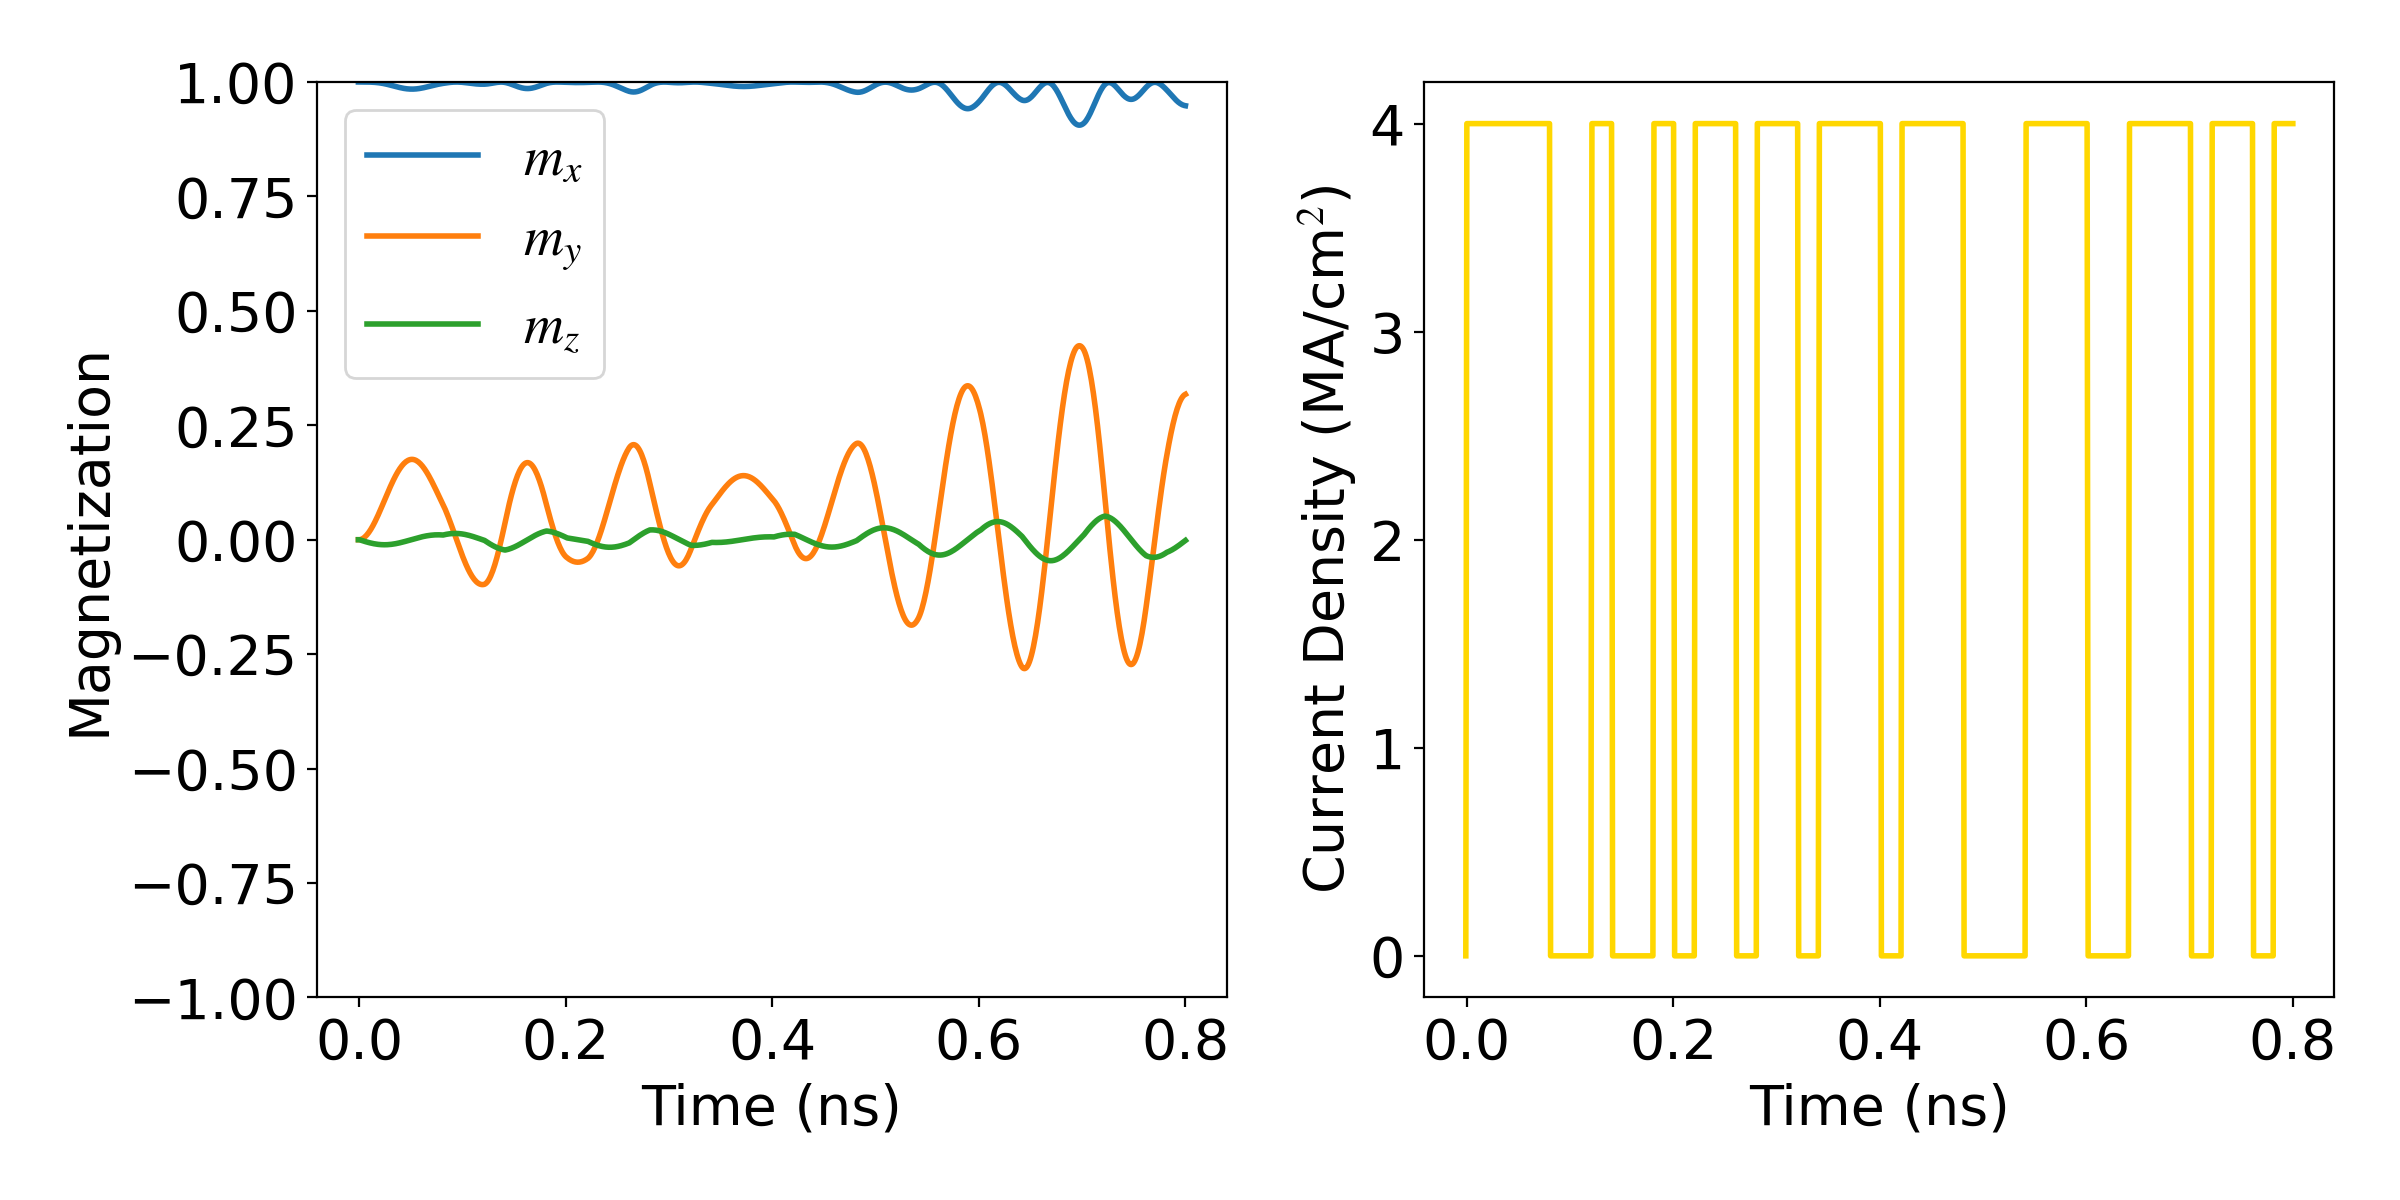 1.00
0.75
0.50
0.25
0.00
−0.25
−0.50
−0.75
−1.00
Magnetization
m_x
m_y
m_z
0.0 0.2 0.4 0.6 0.8
Time (ns)
4
3
2
1
0
Current Density (MA/cm²)
0.0 0.2 0.4 0.6 0.8
Time (ns)